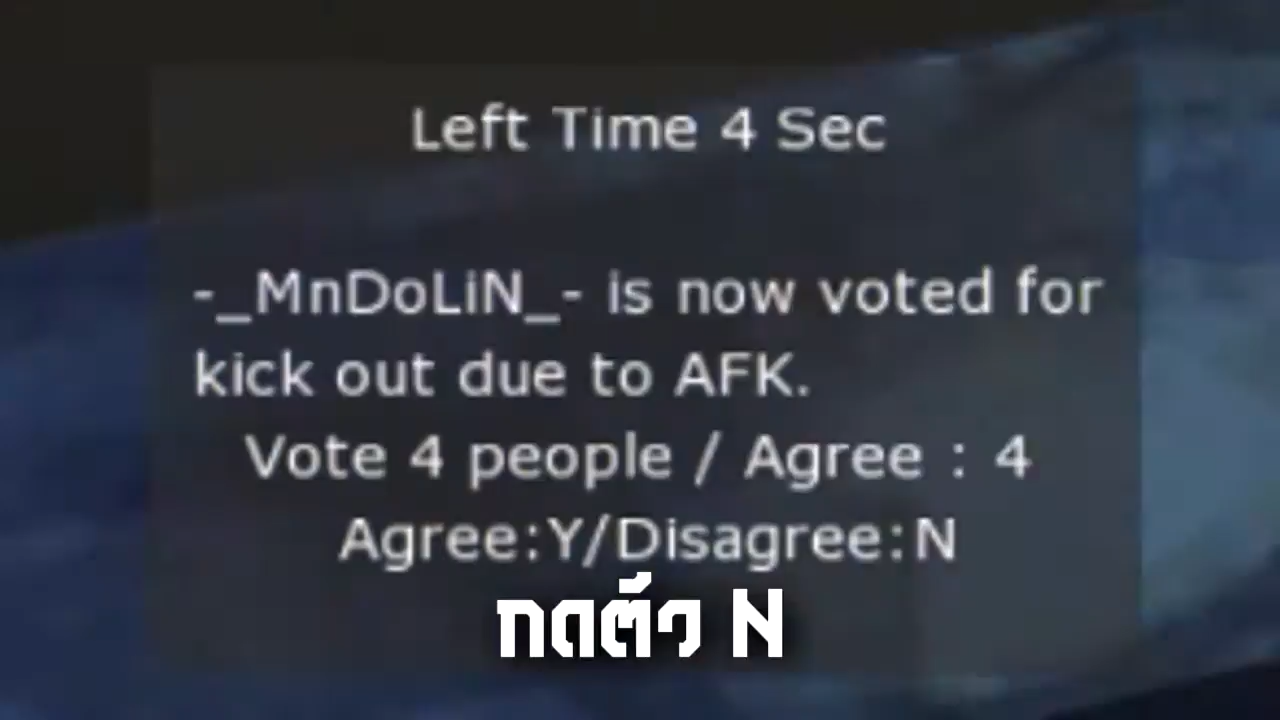 Left Time 4 Sec
-_MnDoLiN_- is now voted for
kick out due to AFK.
Vote 4 people / Agree : 4
Agree:Y/Disagree:N
กดตัว N